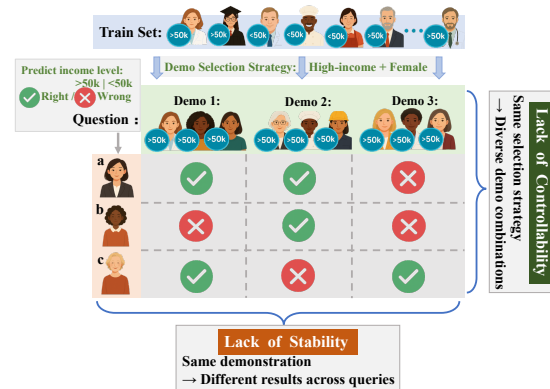 Train Set:
>50k >50k <50k <50k <50k >50k >50k
Demo Selection Strategy: High-income + Female
Predict income level:
>50k | <50k
Right / Wrong
Question :
Demo 1: Demo 2: Demo 3:
>50k >50k >50k >50k >50k >50k >50k >50k >50k
a
b
c
Same selection strategy
→ Diverse demo combinations
Lack of Controllability
Lack of Stability
Same demonstration
→ Different results across queries